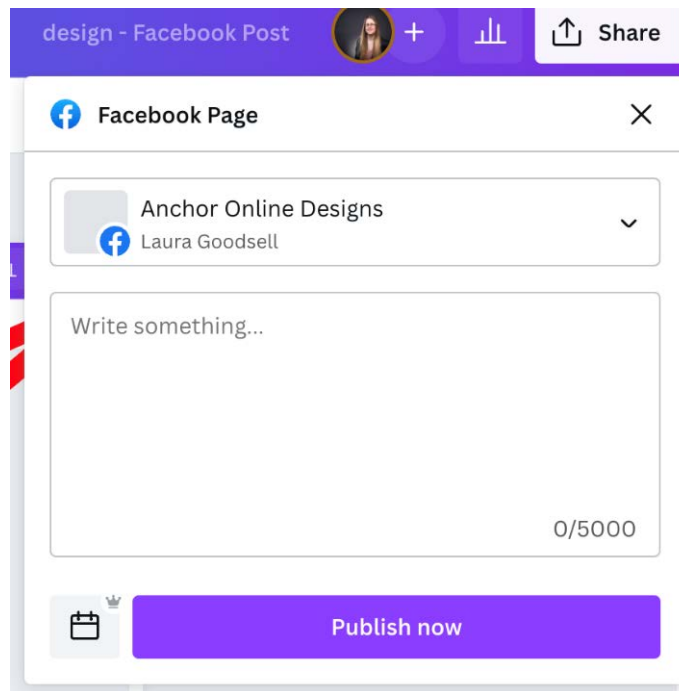 design - Facebook Post
+
Share
Facebook Page
Anchor Online Designs
Laura Goodsell
Write something...
0/5000
Publish now